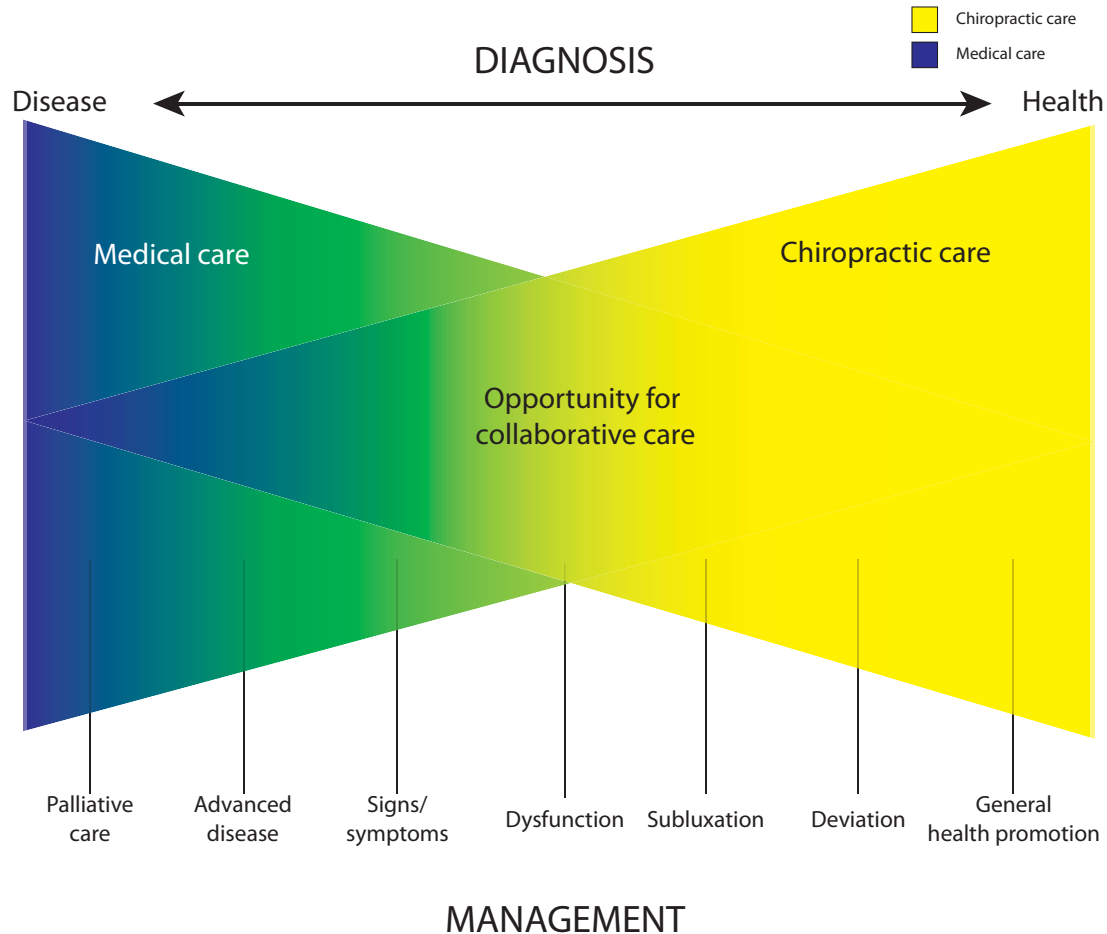 Chiropractic care
Medical care
DIAGNOSIS
Disease
Health
Medical care
Chiropractic care
Opportunity for
collaborative care
Palliative
care
Advanced
disease
Signs/
symptoms
Dysfunction
Subluxation
Deviation
General
health promotion
MANAGEMENT